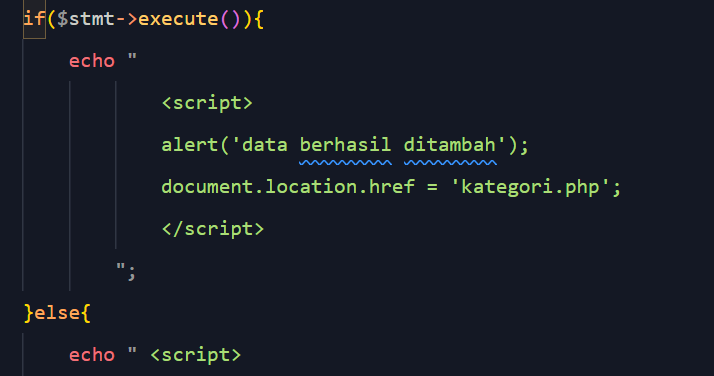 if($stmt->execute()){
echo "
<script>
alert('data berhasil ditambah');
document.location.href = 'kategori.php';
</script>
";
}else{
echo " <script>